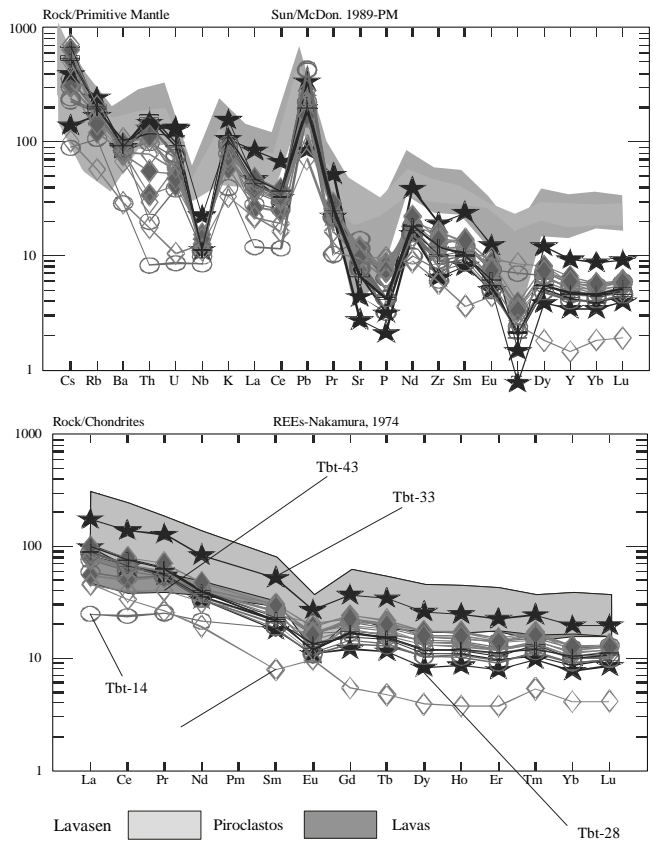 Rock/Primitive Mantle Sun/McDon. 1989-PM
1000
100
10
1
Cs Rb Ba Th U Nb K La Ce Pb Pr Sr P Nd Zr Sm Eu Dy Y Yb Lu
Rock/Chondrites REEs-Nakamura, 1974
1000
Tbt-43
Tbt-33
100
10
Tbt-14
1
La Ce Pr Nd Pm Sm Eu Gd Tb Dy Ho Er Tm Yb Lu
Lavasen Piroclastos Lavas
Tbt-28